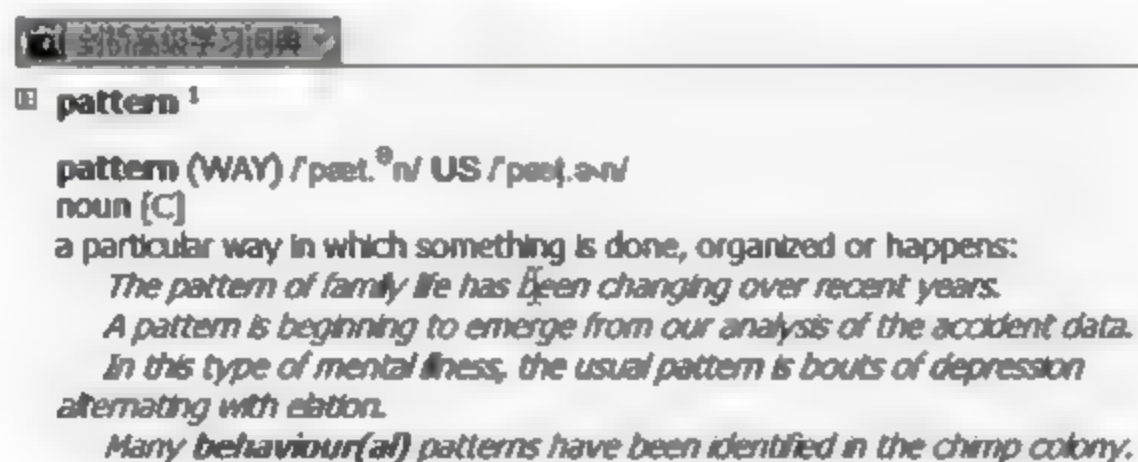 剑桥高级学习词典
pattern ¹
pattern (WAY) /ˈpæt.ᵊn/ US /ˈpæt̬.ɚn/
noun [C]
a particular way in which something is done, organized or happens:
The pattern of family life has been changing over recent years.
A pattern is beginning to emerge from our analysis of the accident data.
In this type of mental illness, the usual pattern is bouts of depression
alternating with elation.
Many behaviour(al) patterns have been identified in the chimp colony.